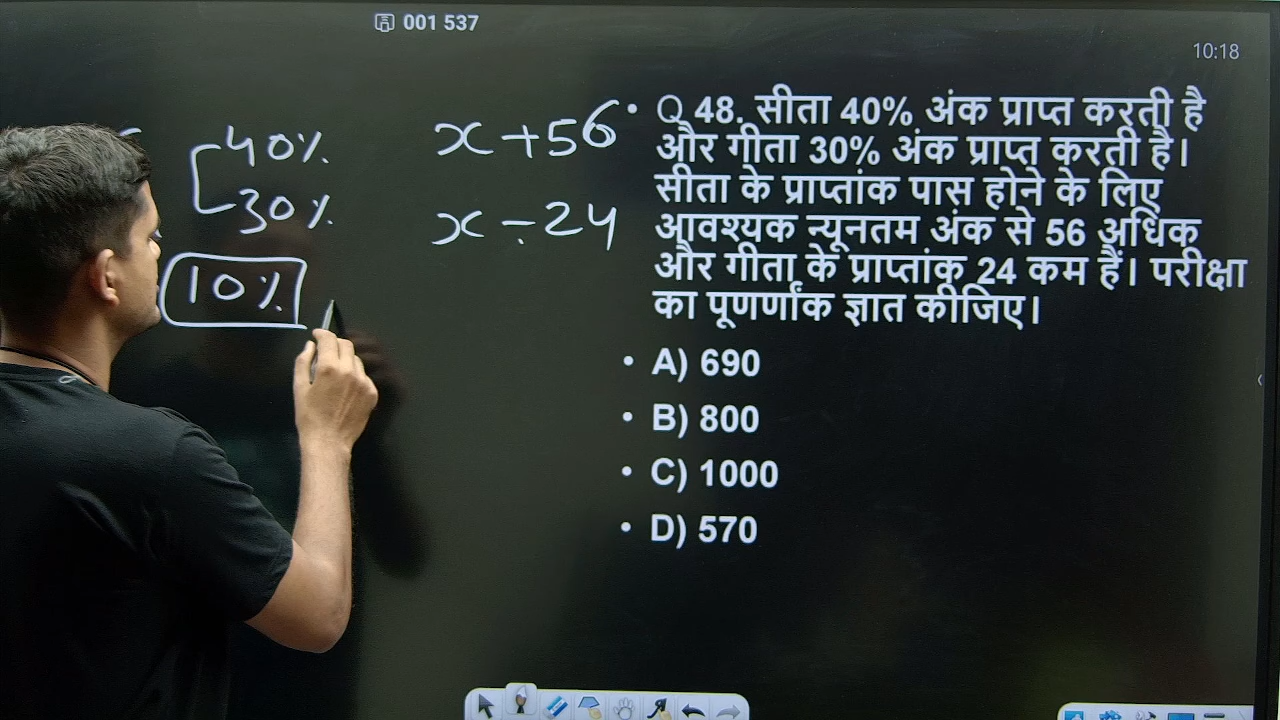 001 537
10:18
40%
30%
10%
x + 56
x - 24
• Q 48. सीता 40% अंक प्राप्त करती है
और गीता 30% अंक प्राप्त करती है।
सीता के प्राप्तांक पास होने के लिए
आवश्यक न्यूनतम अंक से 56 अधिक
और गीता के प्राप्तांक 24 कम हैं। परीक्षा
का पूणर्णांक ज्ञात कीजिए।
• A) 690
• B) 800
• C) 1000
• D) 570